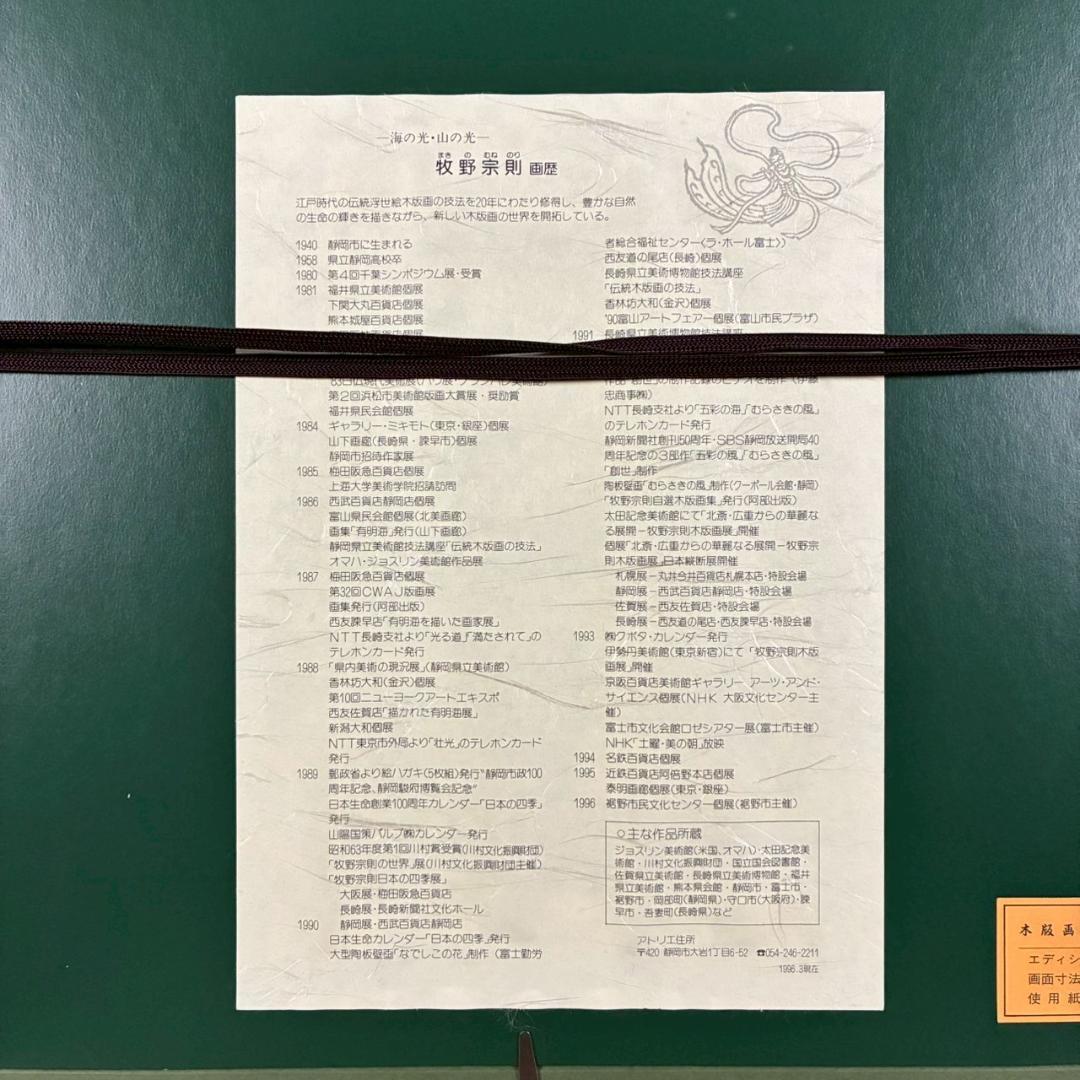 ―海の光・山の光―
まき の むね のり
牧野宗則 画歴
江戸時代の伝統浮世絵木版画の技法を20年にわたり修得し、豊かな自然
の生命の輝きを描きながら、新しい木版画の世界を開拓している。
1940 静岡市に生まれる
1958 県立静岡高校卒
1980 第4回千葉シンポジウム展・受賞
1981 福井県立美術館個展
下関大丸百貨店個展
熊本城屋百貨店個展
第2回浜松市美術館版画大賞展・奨励賞
福井県民会館個展
1984 ギャラリー・ミキモト(東京・銀座)個展
山下画廊(長崎県・諫早市)個展
静岡市招待作家展
1985 梅田阪急百貨店個展
上海大学美術学院招請訪問
1986 西武百貨店静岡店個展
富山県民会館個展(北美画廊)
画集「有明海」発行(山下画廊)
静岡県立美術館技法講座「伝統木版画の技法」
オマハ・ジョスリン美術館作品展
1987 梅田阪急百貨店個展
第32回CWAJ版画展
画集発行(阿部出版)
西友諫早店「有明海を描いた画家展」
NTT長崎支社より「光る道」「満たされて」の
テレホンカード発行
1988 「県内美術の現況展」(静岡県立美術館)
香林坊大和(金沢)個展
第10回ニューヨークアートエキスポ
西友佐賀店「描かれた有明海展」
新潟大和個展
NTT東京市外局より「壮光」のテレホンカード
発行
1989 郵政省より絵ハガキ(5枚組)発行"静岡市政100
周年記念、静岡駿府博覧会記念"
日本生命創業100周年カレンダー「日本の四季」
発行
山陽国策パルプ㈱カレンダー発行
昭和63年度第1回川村賞受賞(川村文化振興財団)
「牧野宗則の世界」展(川村文化振興財団主催)
「牧野宗則日本の四季展」
大阪展・梅田阪急百貨店
長崎展・長崎新聞社文化ホール
1990 静岡展・西武百貨店静岡店
日本生命カレンダー「日本の四季」発行
大型陶板壁画「なでしこの花」制作(富士勤労
者総合福祉センター〈ラ・ホール富士〉)
西友道の尾店(長崎)個展
長崎県立美術博物館技法講座
「伝統木版画の技法」
香林坊大和(金沢)個展
'90富山アートフェアー個展(富山市民プラザ)
1991 長崎県立美術博物館技法講座
作品「創世」の制作記録のビデオを制作(伊藤
忠商事㈱)
NTT長崎支社より「五彩の海」「むらさきの風」
のテレホンカード発行
静岡新聞社創刊50周年・SBS静岡放送開局40
周年記念の3部作「五彩の風」「むらさきの風」
「創世」制作
陶板壁画「むらさきの風」制作(クーポール会館・静岡)
「牧野宗則自選木版画集」発行(阿部出版)
太田記念美術館にて「北斎・広重からの華麗な
る展開－牧野宗則木版画展」開催
個展「北斎・広重からの華麗なる展開－牧野宗
則木版画展」日本縦断展開催
札幌展－丸井今井百貨店札幌本店・特設会場
静岡展－西武百貨店静岡店・特設会場
佐賀展－西友佐賀店・特設会場
長崎展－西友道の尾店・西友諫早店・特設会場
1993 ㈱クボタ・カレンダー発行
伊勢丹美術館(東京新宿)にて「牧野宗則木版
画展」開催
京阪百貨店美術館ギャラリー アーツ・アンド・
サイエンス個展(NHK 大阪文化センター主
催)
富士市文化会館ロゼシアター展(富士市主催)
NHK「土曜・美の朝」放映
1994 名鉄百貨店個展
1995 近鉄百貨店阿倍野本店個展
泰明画廊個展(東京・銀座)
1996 裾野市民文化センター個展(裾野市主催)
○主な作品所蔵
ジョスリン美術館(米国、オマハ)・太田記念美
術館・川村文化振興財団・国立国会図書館・
佐賀県立美術館・長崎県立美術博物館・福井
県立美術館・熊本県会館・静岡市・富士市・
裾野市・岡部町(静岡県)・守口市(大阪府)・諫
早市・吾妻町(長崎県)など
アトリエ住所
〒420 静岡市大岩1丁目6-52 ☎054-246-2211
1996.3現在
木版画
エディシ
画面寸法
使用紙